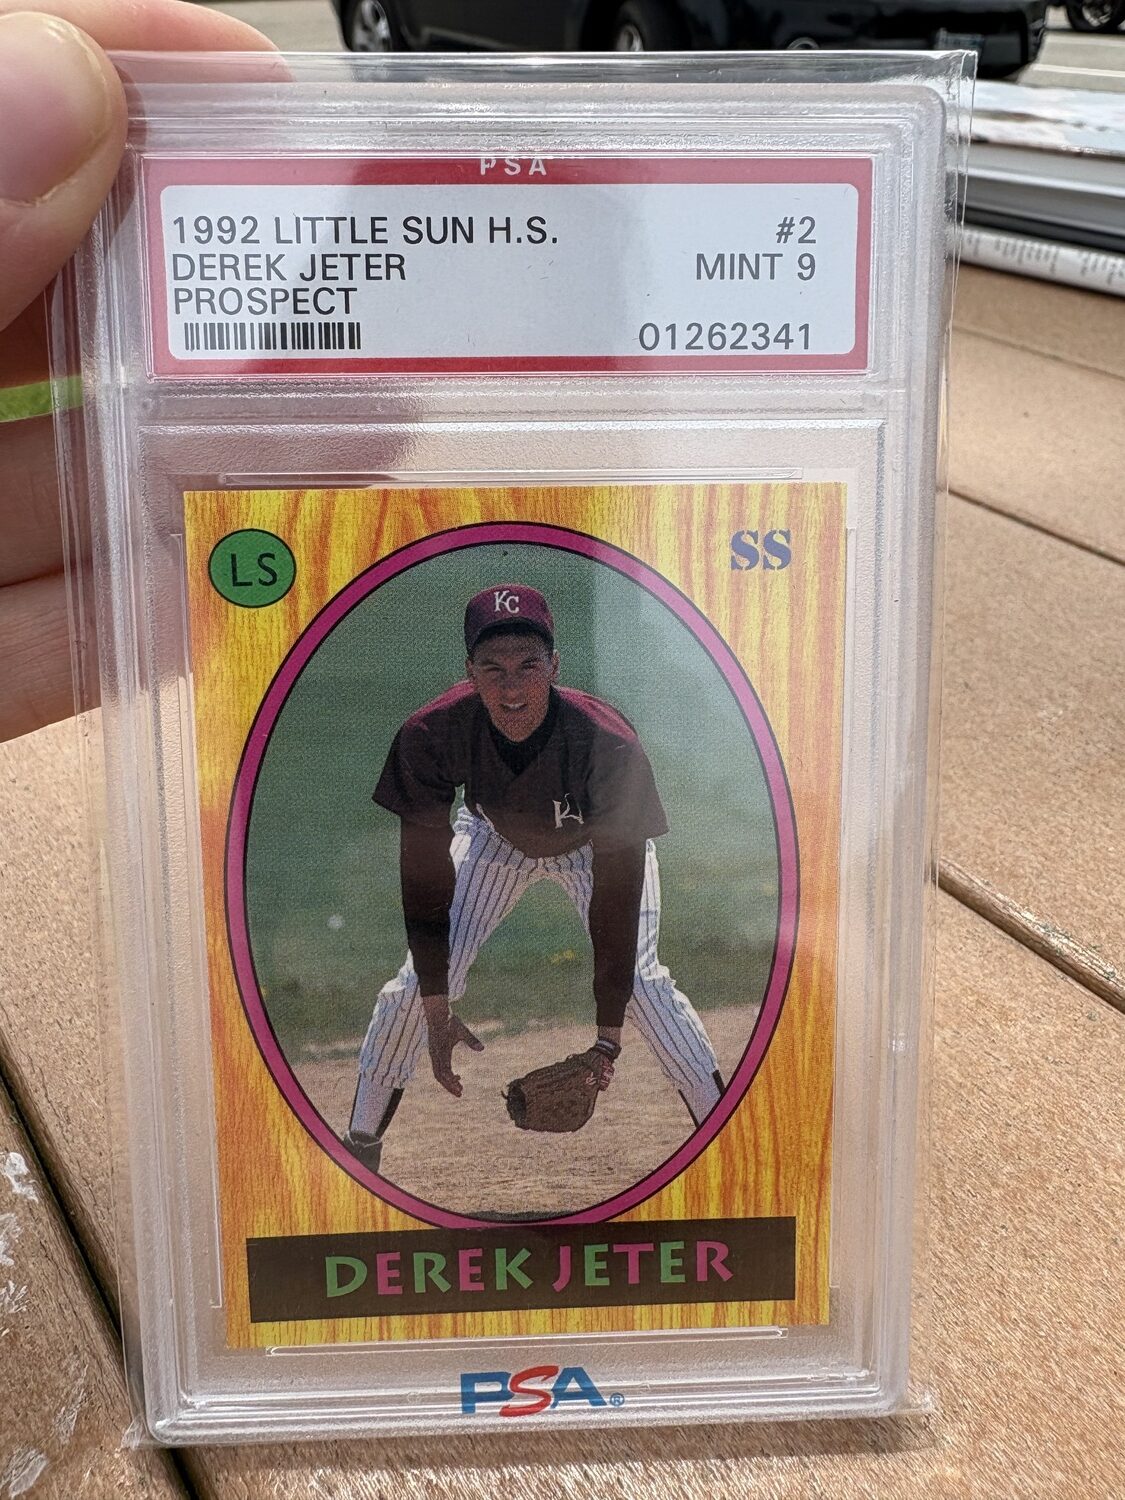 PSA
1992 LITTLE SUN H.S. #2
DEREK JETER MINT 9
PROSPECT
01262341
LS
SS
KC
DEREK JETER
PSA®